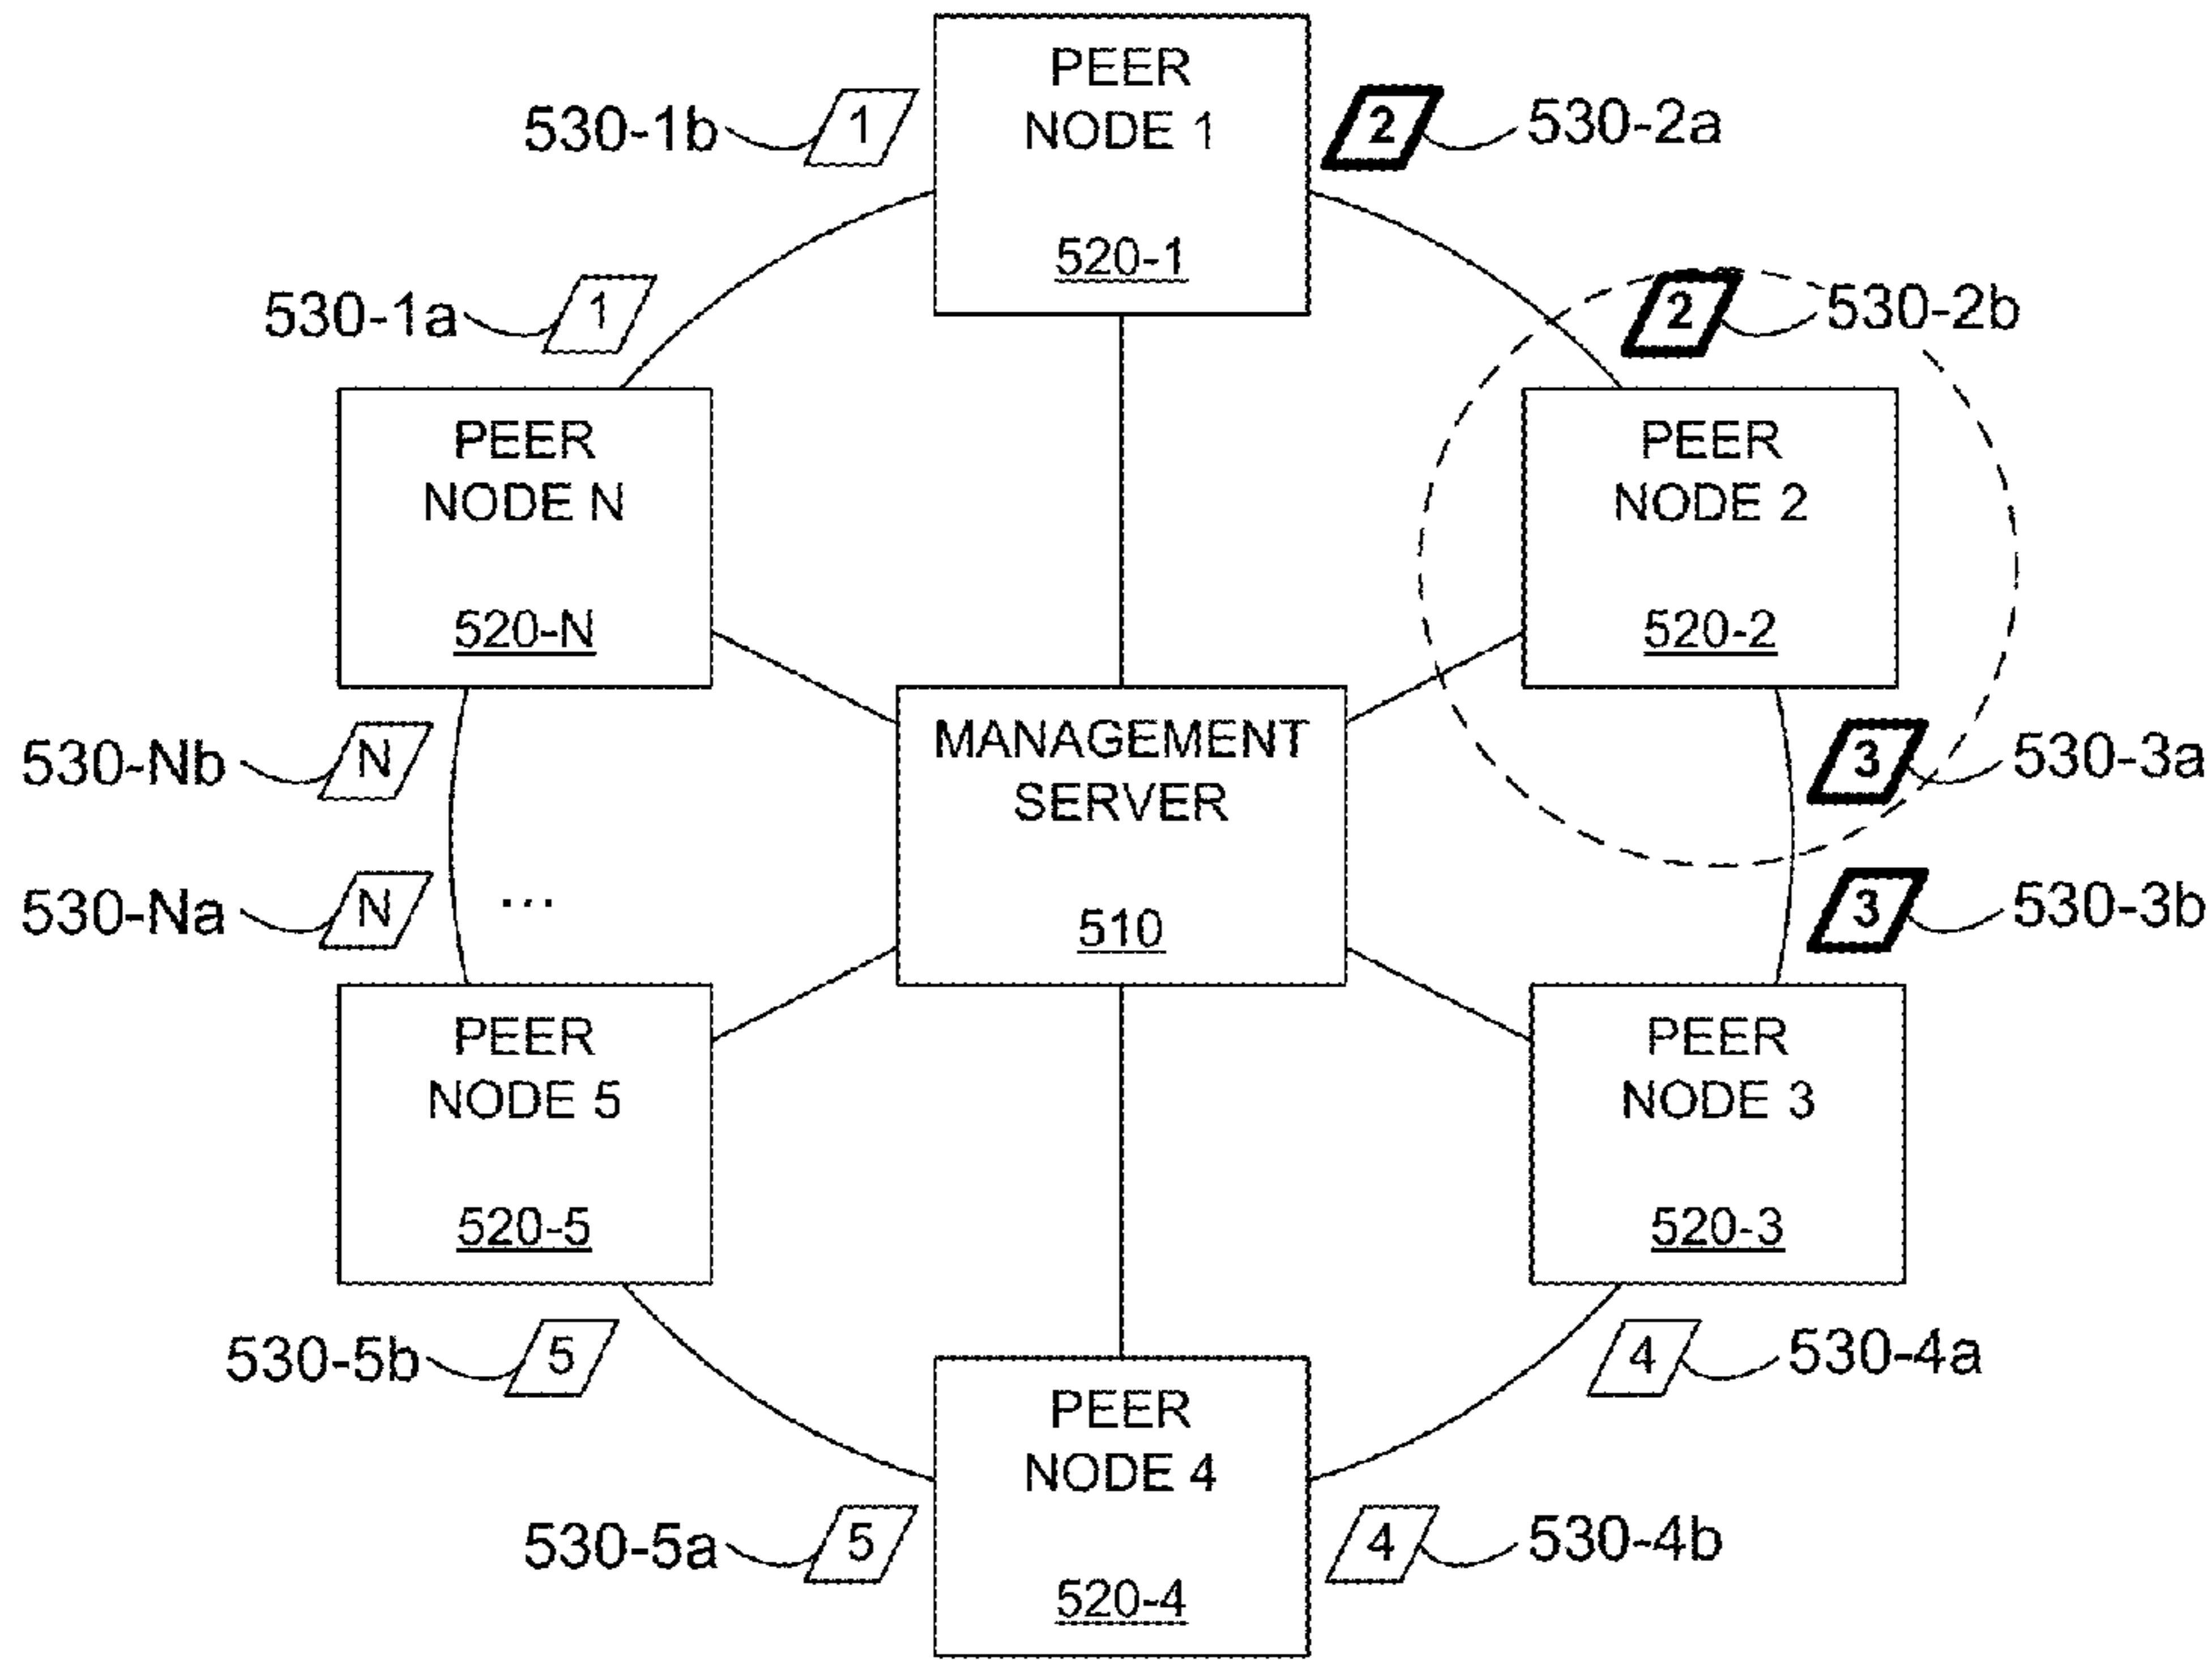 PEER
NODE 1
520-1
530-1b
1
2
530-2a
530-1a
1
2
530-2b
PEER
NODE N
520-N
PEER
NODE 2
520-2
MANAGEMENT
SERVER
510
530-Nb
N
3
530-3a
530-Na
N
...
3
530-3b
PEER
NODE 5
520-5
PEER
NODE 3
520-3
530-5b
5
4
530-4a
PEER
NODE 4
520-4
530-5a
5
4
530-4b